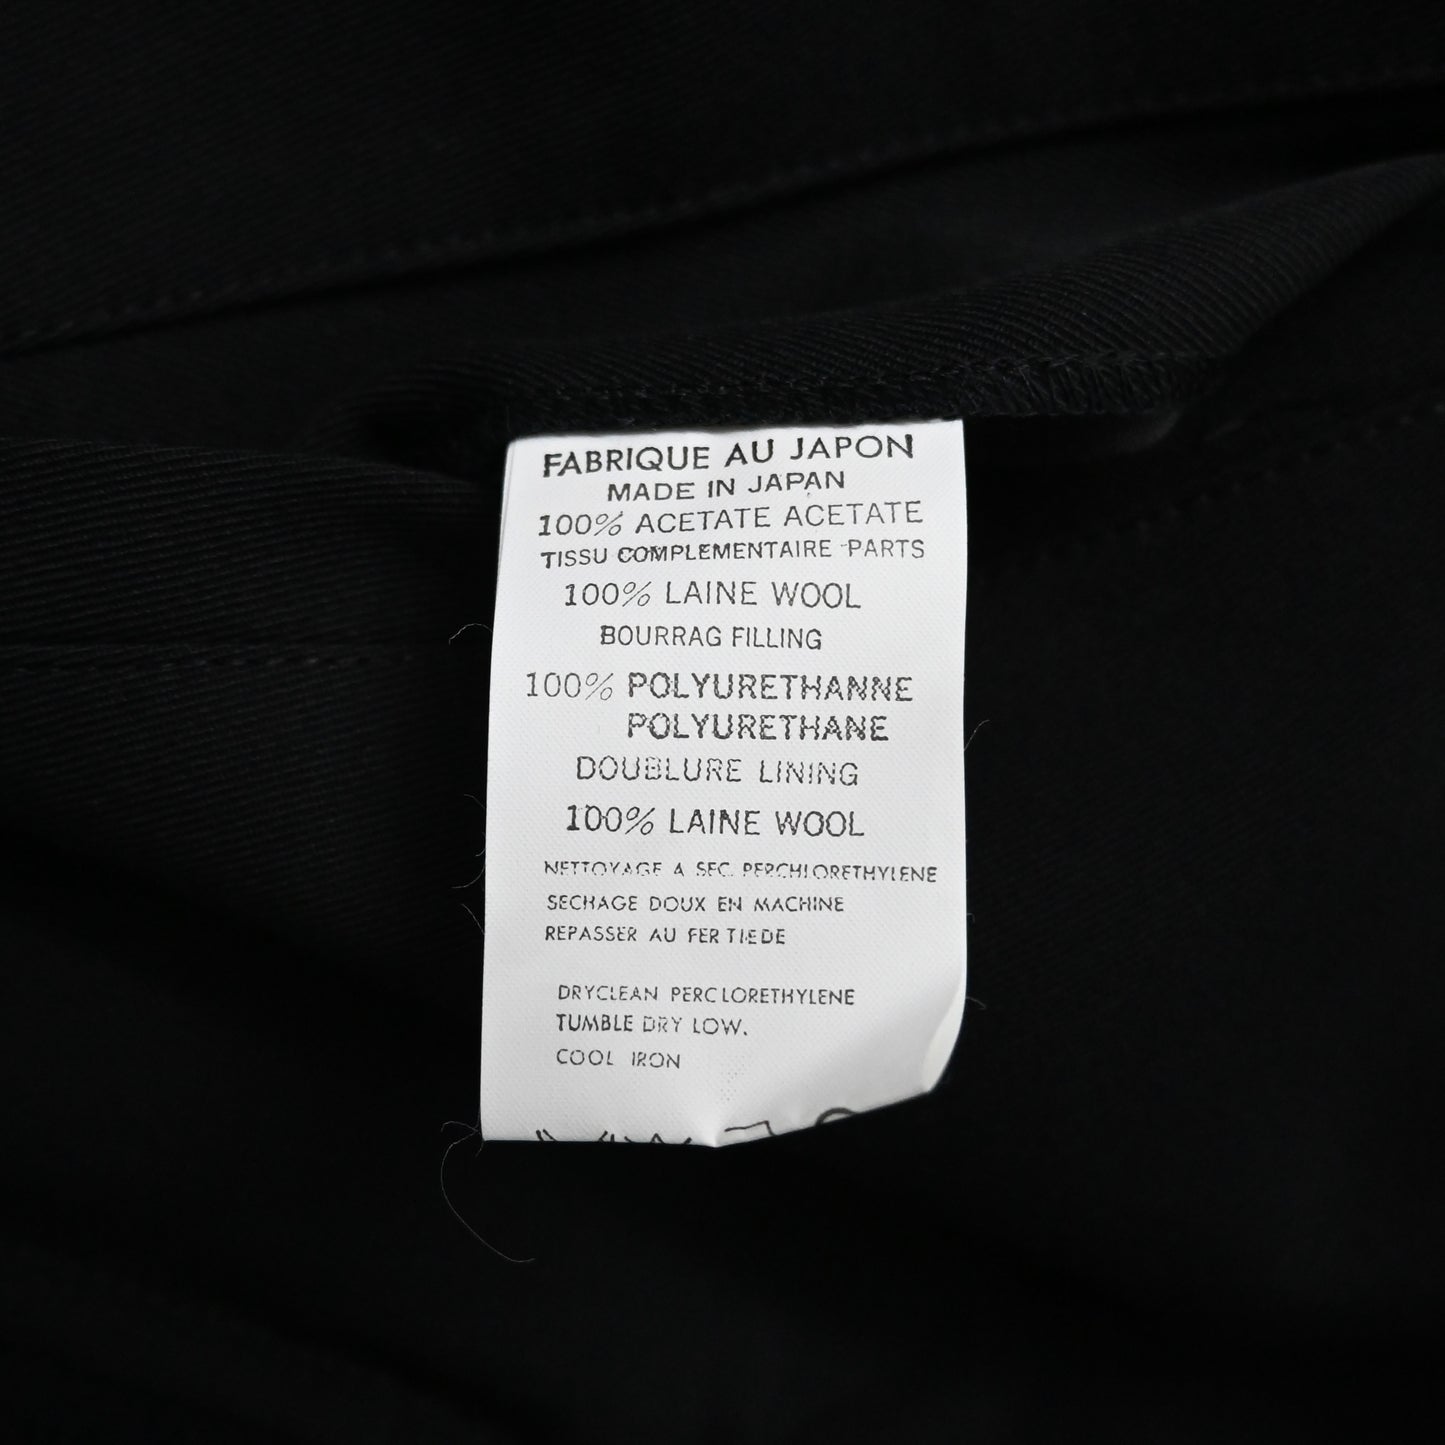 FABRIQUE AU JAPON
MADE IN JAPAN
100% ACETATE ACETATE
TISSU COMPLEMENTAIRE PARTS
100% LAINE WOOL
BOURRAG FILLING
100% POLYURETHANNE
POLYURETHANE
DOUBLURE LINING
100% LAINE WOOL
NETTOYAGE A SEC. PERCHLORETHYLENE
SECHAGE DOUX EN MACHINE
REPASSER AU FER TIEDE
DRYCLEAN PERCLORETHYLENE
TUMBLE DRY LOW.
COOL IRON